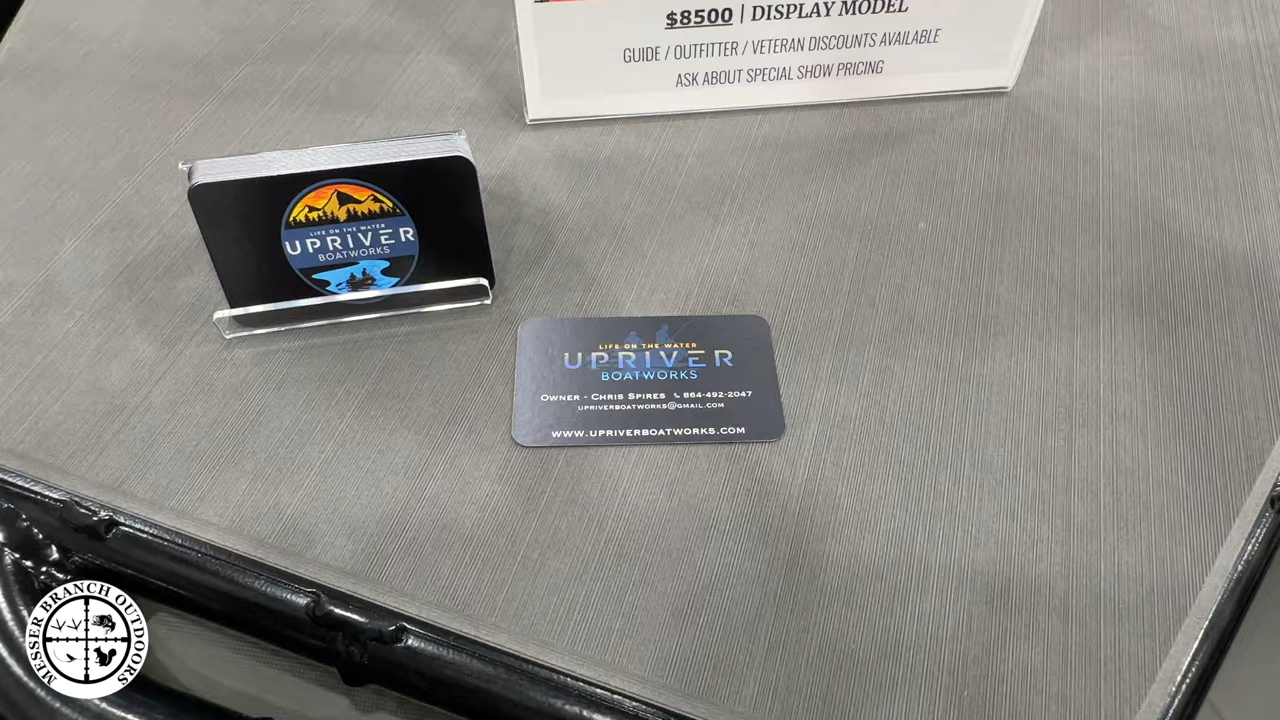 $8500 | DISPLAY MODEL
GUIDE / OUTFITTER / VETERAN DISCOUNTS AVAILABLE
ASK ABOUT SPECIAL SHOW PRICING
LIFE ON THE WATER
UPRIVER
BOATWORKS
LIFE ON THE WATER
UPRIVER
BOATWORKS
OWNER - CHRIS SPIRES 864-492-2047
UPRIVERBOATWORKS@GMAIL.COM
WWW.UPRIVERBOATWORKS.COM
MESSER BRANCH OUTDOORS